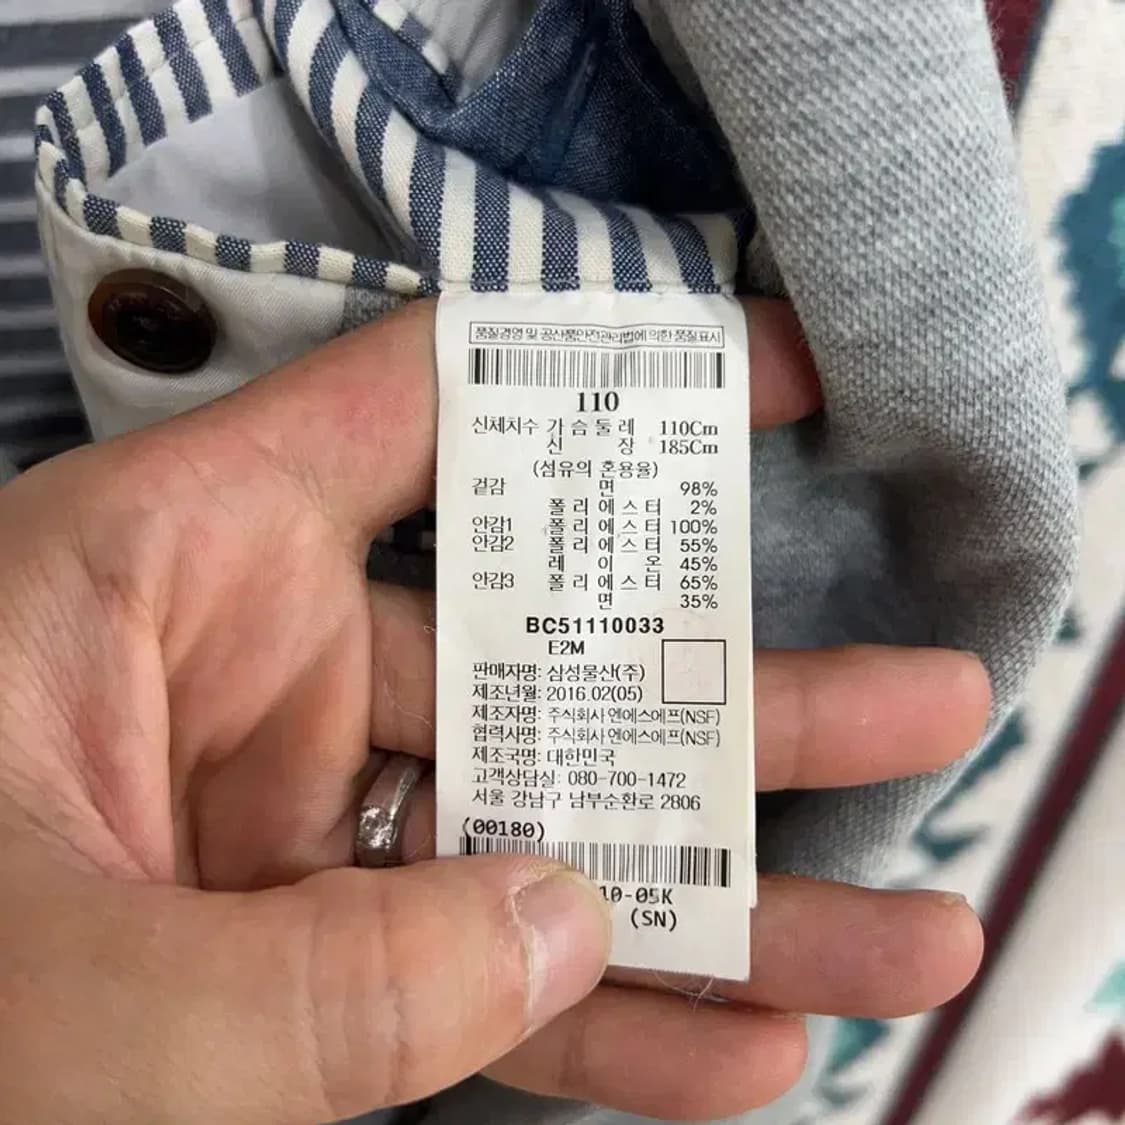 품질경영 및 공산품안전관리법에 의한 품질표시
110
신체치수 가슴둘레 110Cm
신장 185Cm
(섬유의 혼용율)
겉감 면 98%
폴리에스터 2%
안감1 폴리에스터 100%
안감2 폴리에스터 55%
레이온 45%
안감3 폴리에스터 65%
면 35%
BC51110033
E2M
판매자명: 삼성물산(주)
제조년월: 2016.02(05)
제조자명: 주식회사 엔에스에프(NSF)
협력사명: 주식회사 엔에스에프(NSF)
제조국명: 대한민국
고객상담실: 080-700-1472
서울 강남구 남부순환로 2806
(00180)
10-05K
(SN)